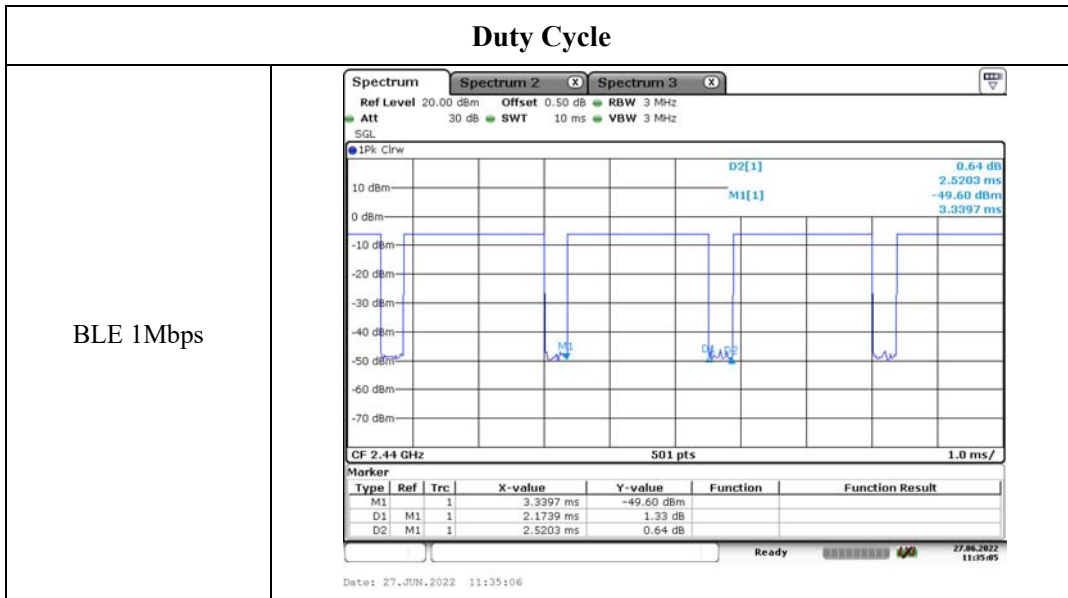 Duty Cycle
BLE 1Mbps
Spectrum Spectrum 2 X Spectrum 3 X
Ref Level 20.00 dBm Offset 0.50 dB RBW 3 MHz
Att 30 dB SWT 10 ms VBW 3 MHz
SGL
1Pk Clrw
D2[1] 0.64 dB
2.5203 ms
10 dBm
M1[1] -49.60 dBm
3.3397 ms
0 dBm
-10 dBm
-20 dBm
-30 dBm
-40 dBm
M1 D1 D2
-50 dBm
-60 dBm
-70 dBm
CF 2.44 GHz 501 pts 1.0 ms/
Marker
Type Ref Trc X-value Y-value Function Function Result
M1 1 3.3397 ms -49.60 dBm
D1 M1 1 2.1739 ms 1.33 dB
D2 M1 1 2.5203 ms 0.64 dB
Ready 27.06.2022
11:35:05
Date: 27.JUN.2022 11:35:06